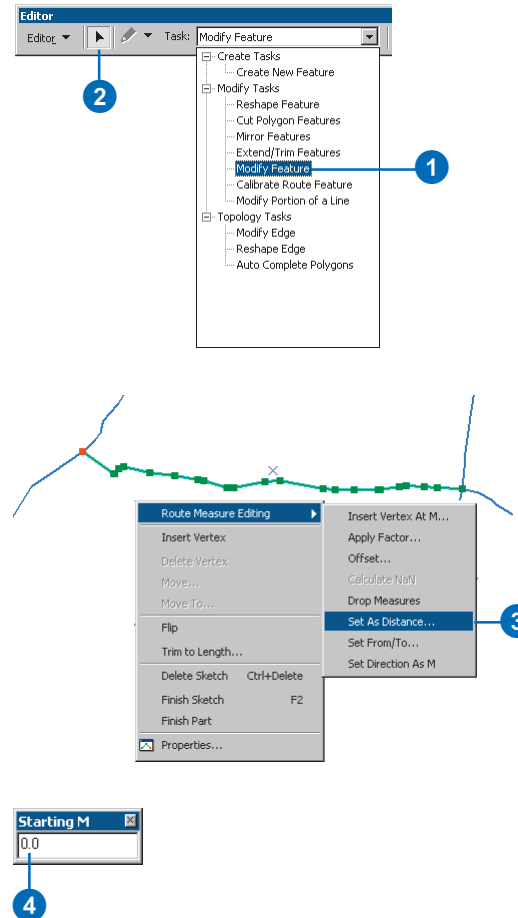 Editor
Editor Task: Modify Feature
Create Tasks
Create New Feature
2
Modify Tasks
Reshape Feature
Cut Polygon Features
Mirror Features
Extend/Trim Features
Modify Feature
1
Calibrate Route Feature
Modify Portion of a Line
Topology Tasks
Modify Edge
Reshape Edge
Auto Complete Polygons
Route Measure Editing
Insert Vertex
Delete Vertex
Move...
Move To...
Flip
Trim to Length...
Delete Sketch Ctrl+Delete
Finish Sketch F2
Finish Part
Properties...
Insert Vertex At M...
Apply Factor...
Offset...
Calculate NaN
Drop Measures
Set As Distance...
3
Set From/To...
Set Direction As M
Starting M
0.0
4